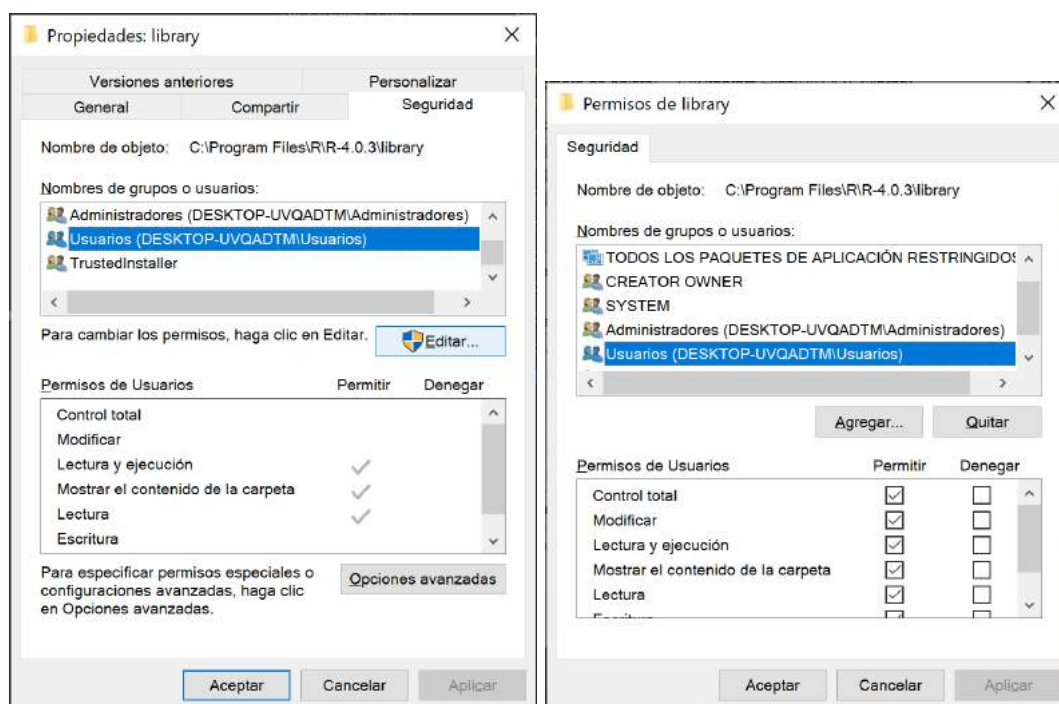 Propiedades: library
Versiones anteriores Personalizar
General Compartir Seguridad
Nombre de objeto: C:\Program Files\R\R-4.0.3\library
Nombres de grupos o usuarios:
Administradores (DESKTOP-UVQADTM\Administradores)
Usuarios (DESKTOP-UVQADTM\Usuarios)
TrustedInstaller
Para cambiar los permisos, haga clic en Editar. Editar...
Permisos de Usuarios Permitir Denegar
Control total
Modificar
Lectura y ejecución
Mostrar el contenido de la carpeta
Lectura
Escritura
Para especificar permisos especiales o
configuraciones avanzadas, haga clic
en Opciones avanzadas.
Opciones avanzadas
Aceptar Cancelar Aplicar
Permisos de library
Seguridad
Nombre de objeto: C:\Program Files\R\R-4.0.3\library
Nombres de grupos o usuarios:
TODOS LOS PAQUETES DE APLICACIÓN RESTRINGIDOS
CREATOR OWNER
SYSTEM
Administradores (DESKTOP-UVQADTM\Administradores)
Usuarios (DESKTOP-UVQADTM\Usuarios)
Agregar... Quitar
Permisos de Usuarios Permitir Denegar
Control total
Modificar
Lectura y ejecución
Mostrar el contenido de la carpeta
Lectura
Escritura
Aceptar Cancelar Aplicar